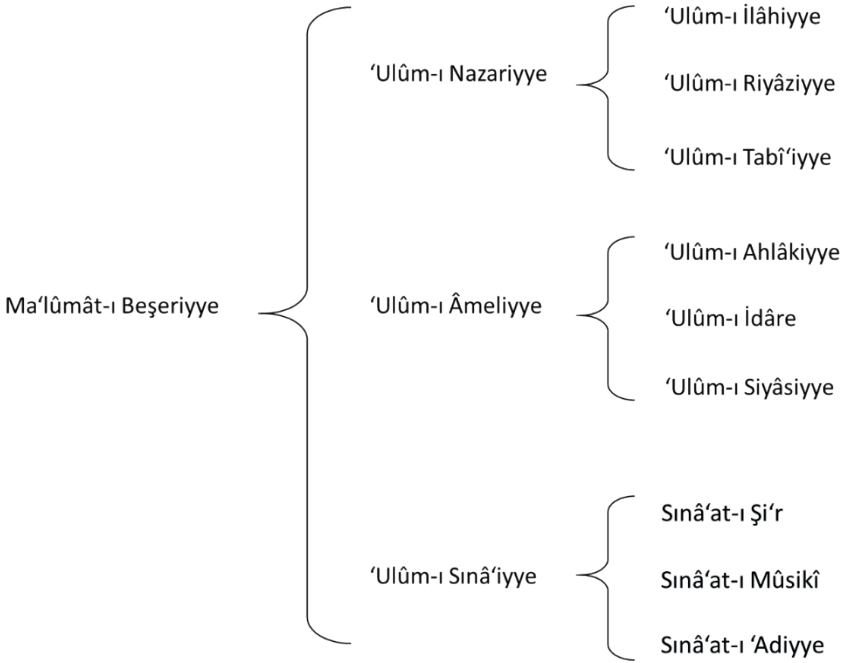 Ma‘lûmât-ı Beşeriyye
‘Ulûm-ı Nazariyye
‘Ulûm-ı İlâhiyye
‘Ulûm-ı Riyâziyye
‘Ulûm-ı Tabî‘iyye
‘Ulûm-ı Âmeliyye
‘Ulûm-ı Ahlâkiyye
‘Ulûm-ı İdâre
‘Ulûm-ı Siyâsiyye
‘Ulûm-ı Sınâ‘iyye
Sınâ‘at-ı Şi‘r
Sınâ‘at-ı Mûsikî
Sınâ‘at-ı ‘Adiyye